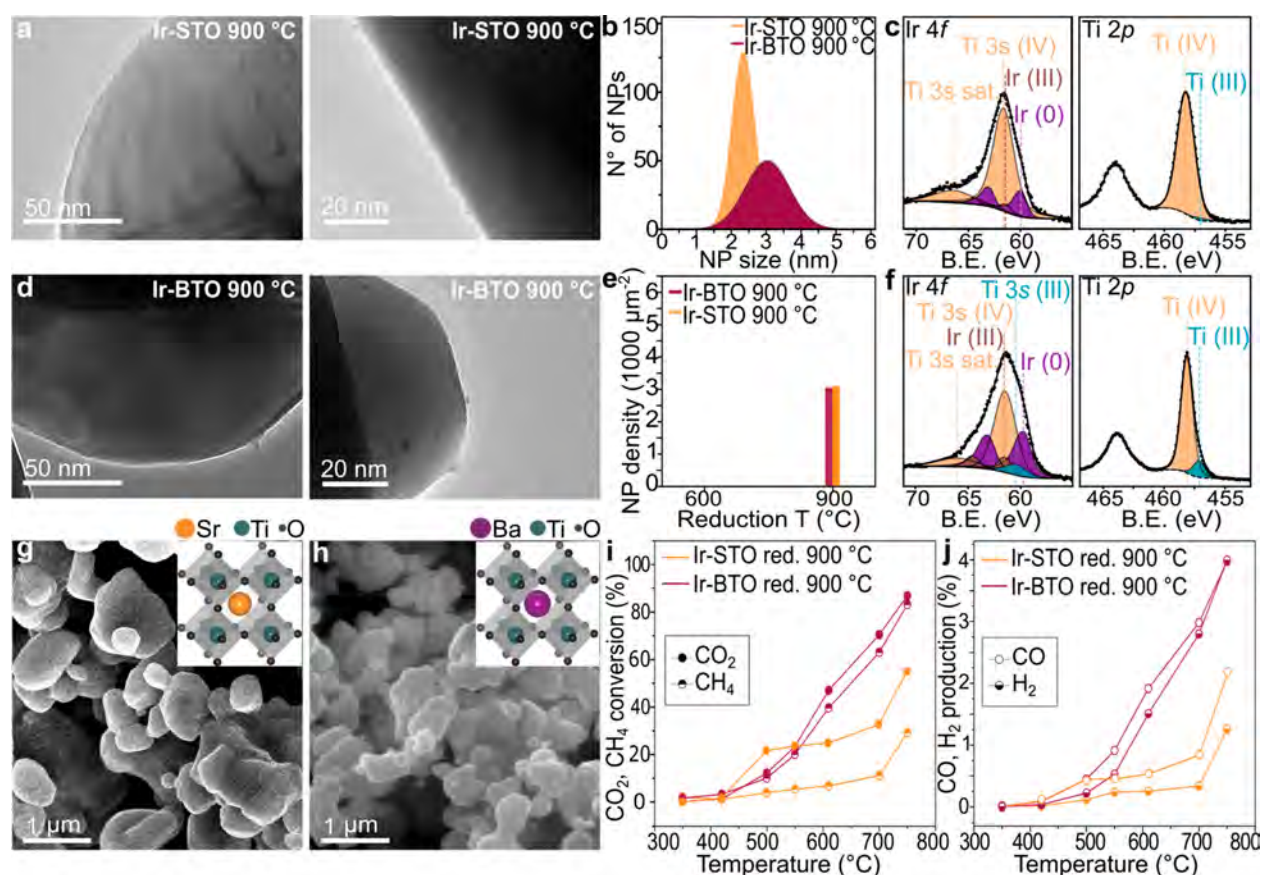 a
Ir-STO 900 °C
50 nm
Ir-STO 900 °C
20 nm
b
Ir-STO 900 °C
Ir-BTO 900 °C
N° of NPs
150
100
50
0
0 1 2 3 4 5 6
NP size (nm)
c
Ir 4f
Ti 3s (IV)
Ti 3s sat
Ir (III)
Ir (0)
70 65 60
B.E. (eV)
Ti 2p
Ti (IV)
Ti (III)
465 460 455
B.E. (eV)
d
Ir-BTO 900 °C
50 nm
Ir-BTO 900 °C
20 nm
e
Ir-BTO 900 °C
Ir-STO 900 °C
NP density (1000 μm-2)
6
5
4
3
2
1
0
600 900
Reduction T (°C)
f
Ir 4f
Ti 3s (III)
Ti 3s (IV)
Ir (III)
Ti 3s sat
Ir (0)
70 65 60
B.E. (eV)
Ti 2p
Ti (IV)
Ti (III)
465 460 455
B.E. (eV)
g
Sr Ti O
1 μm
h
Ba Ti O
1 μm
i
Ir-STO red. 900 °C
Ir-BTO red. 900 °C
CO2
CH4
CO2, CH4 conversion (%)
100
80
60
40
20
0
300 400 500 600 700 800
Temperature (°C)
j
Ir-STO red. 900 °C
Ir-BTO red. 900 °C
CO
H2
CO, H2 production (%)
4
3
2
1
0
300 400 500 600 700 800
Temperature (°C)